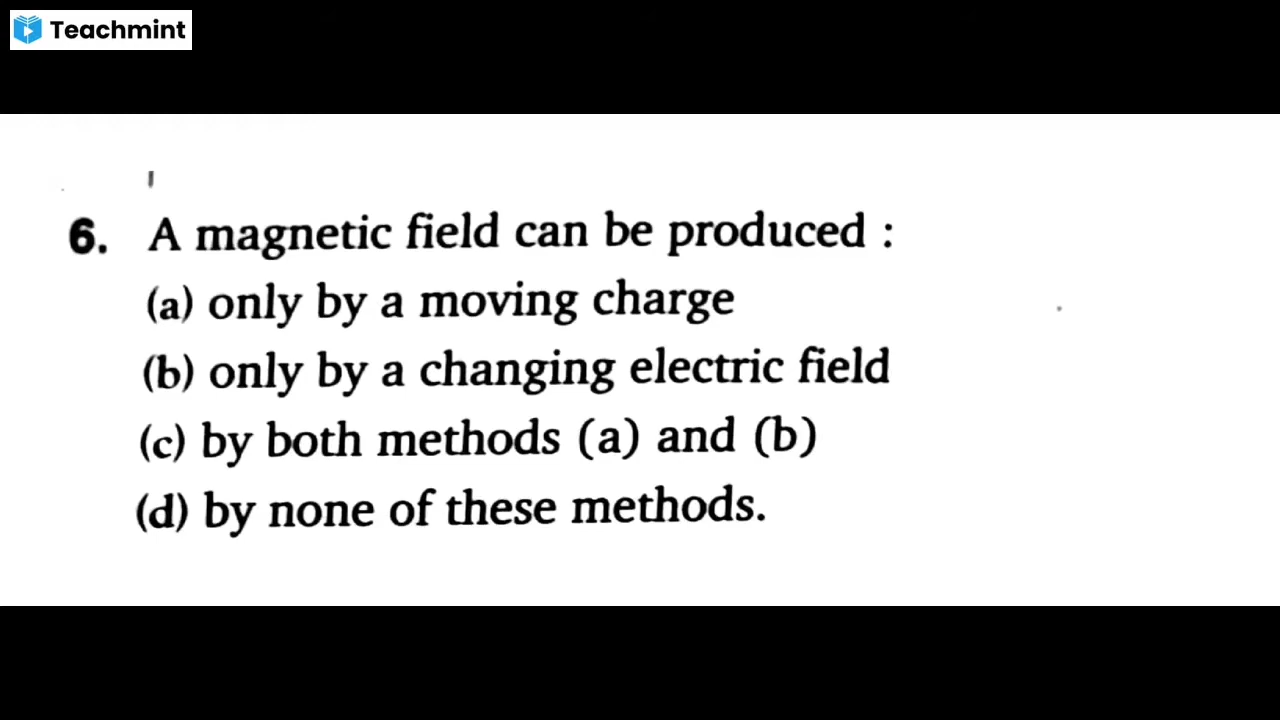 Teachmint
6. A magnetic field can be produced :
(a) only by a moving charge
(b) only by a changing electric field
(c) by both methods (a) and (b)
(d) by none of these methods.